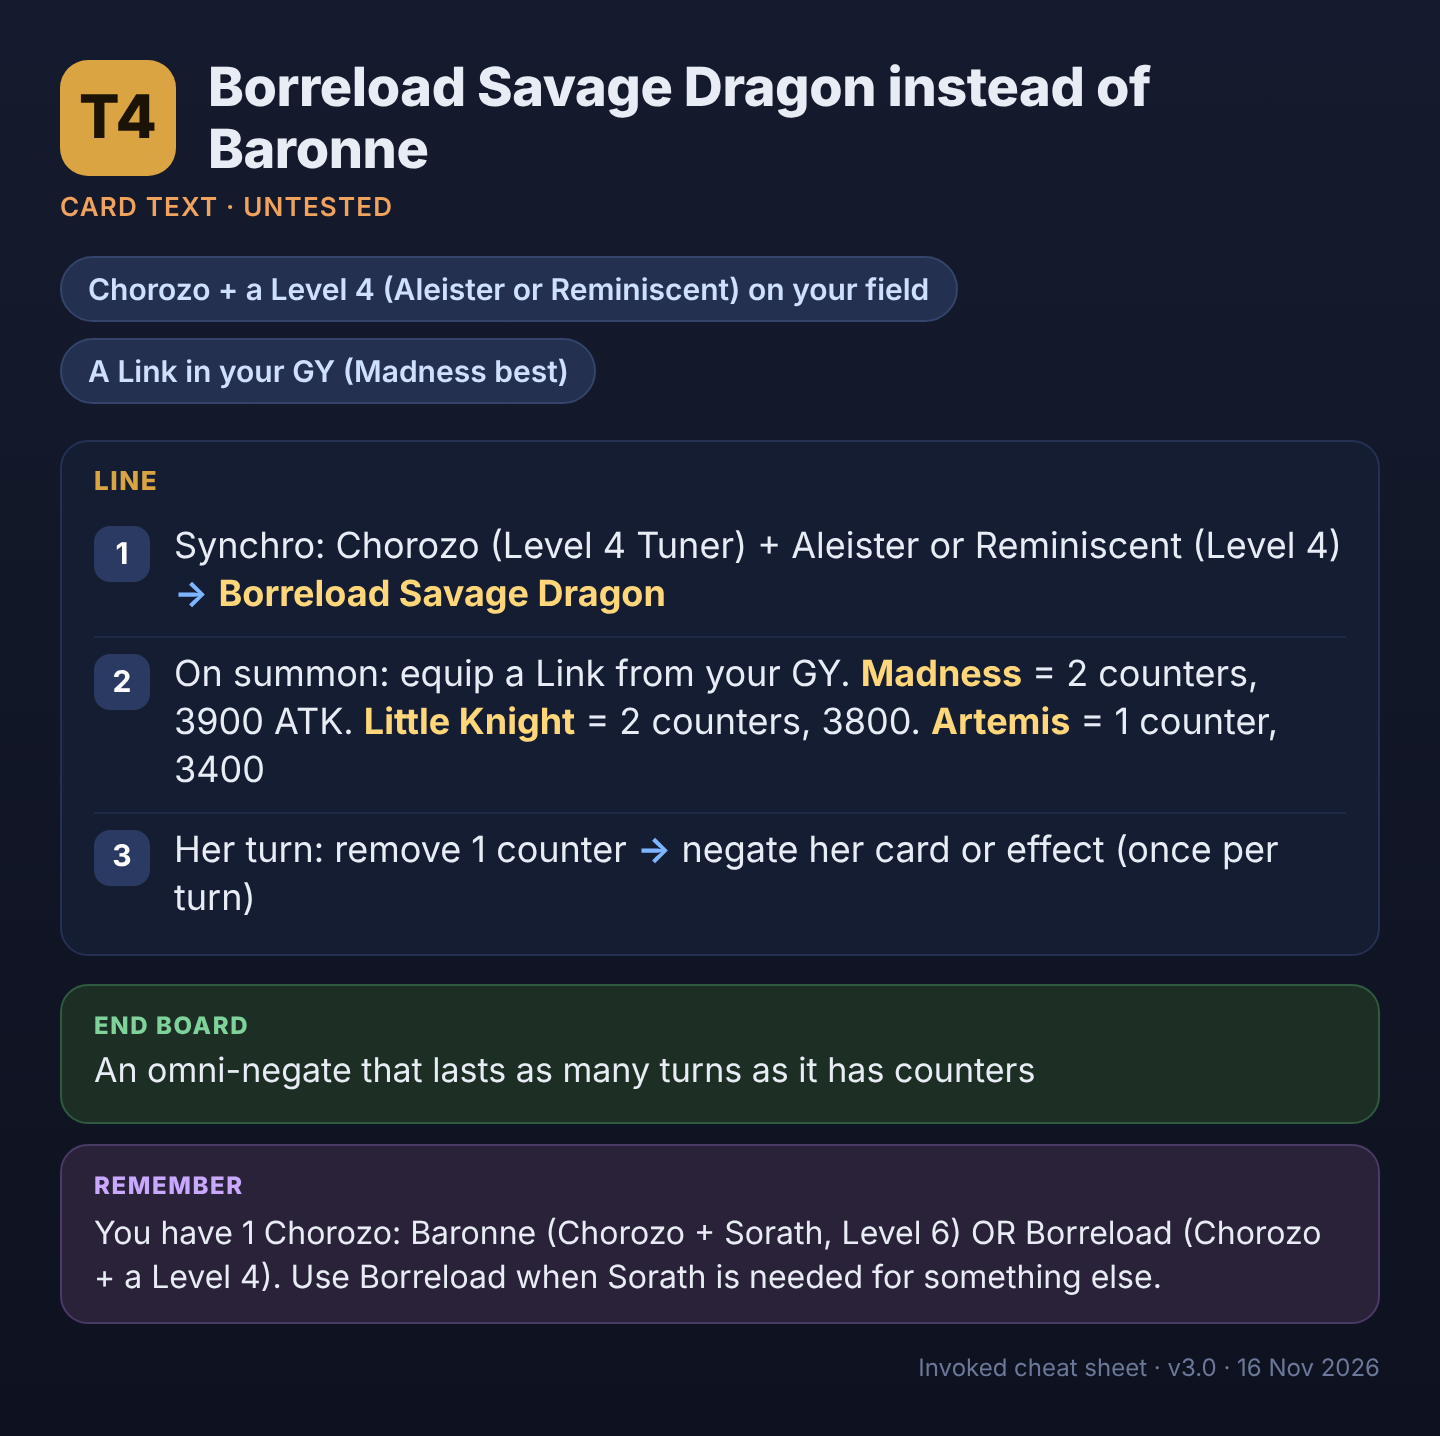 T4
Borreload Savage Dragon instead of
Baronne
CARD TEXT · UNTESTED
Chorozo + a Level 4 (Aleister or Reminiscent) on your field
A Link in your GY (Madness best)
LINE
1
Synchro: Chorozo (Level 4 Tuner) + Aleister or Reminiscent (Level 4)
→ Borreload Savage Dragon
2
On summon: equip a Link from your GY. Madness = 2 counters,
3900 ATK. Little Knight = 2 counters, 3800. Artemis = 1 counter,
3400
3
Her turn: remove 1 counter → negate her card or effect (once per
turn)
END BOARD
An omni-negate that lasts as many turns as it has counters
REMEMBER
You have 1 Chorozo: Baronne (Chorozo + Sorath, Level 6) OR Borreload (Chorozo
+ a Level 4). Use Borreload when Sorath is needed for something else.
Invoked cheat sheet · v3.0 · 16 Nov 2026